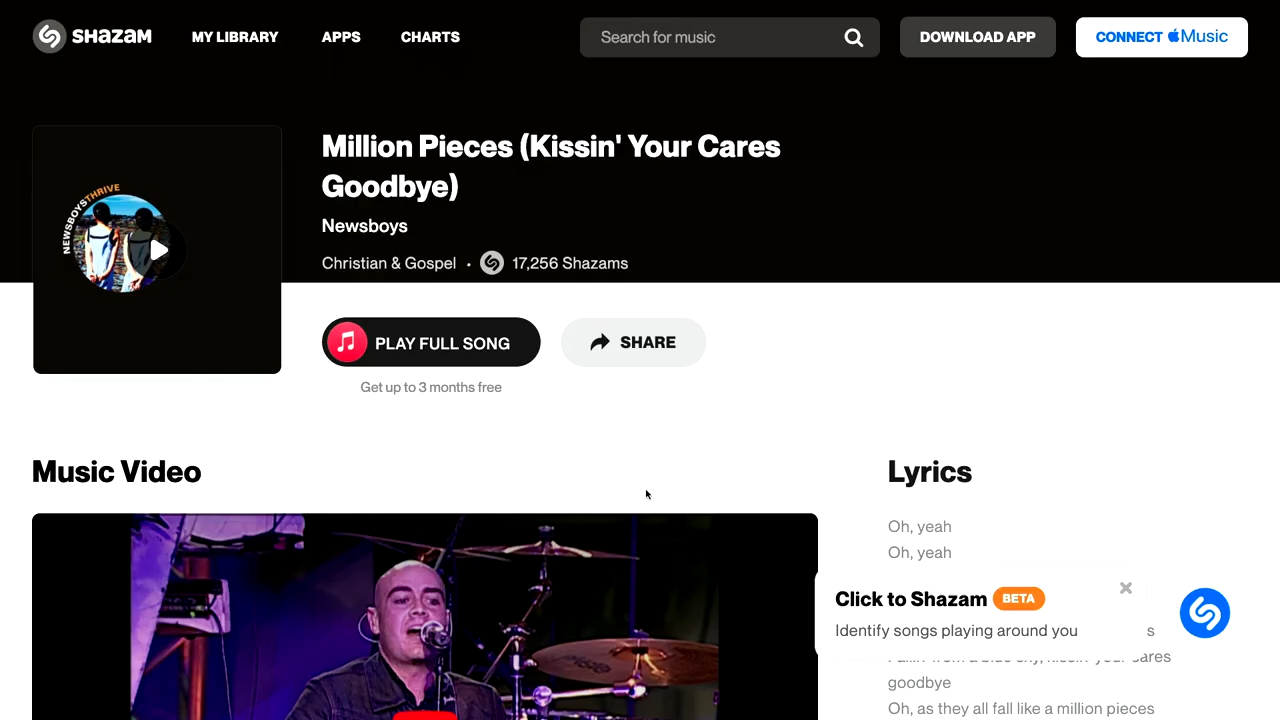 SHAZAM
MY LIBRARY
APPS
CHARTS
Search for music
DOWNLOAD APP
CONNECT Music
NEWSBOYSTHRIVE
Million Pieces (Kissin' Your Cares
Goodbye)
Newsboys
Christian & Gospel · 17,256 Shazams
PLAY FULL SONG
SHARE
Get up to 3 months free
Music Video
Lyrics
Oh, yeah
Oh, yeah
Click to Shazam BETA
Identify songs playing around you
s
cares
goodbye
Oh, as they all fall like a million pieces